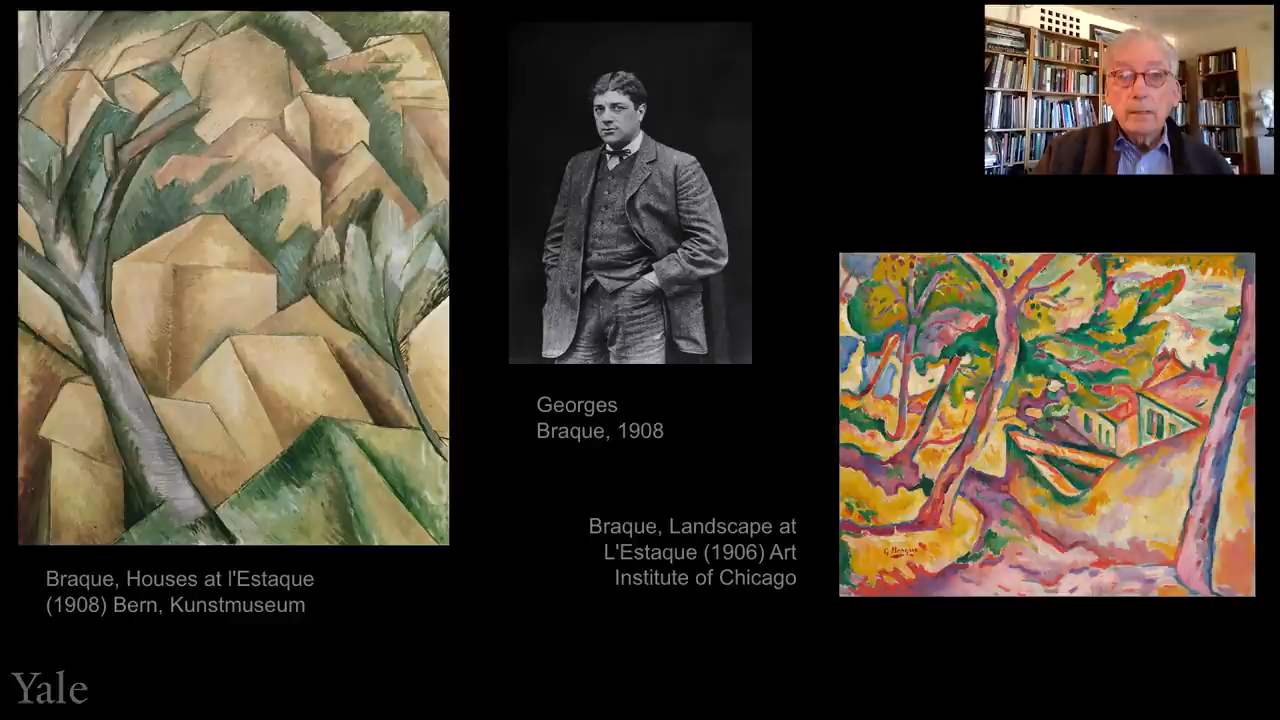 Georges
Braque, 1908
Braque, Landscape at
L'Estaque (1906) Art
Institute of Chicago
G Braque
Braque, Houses at l'Estaque
(1908) Bern, Kunstmuseum
Yale